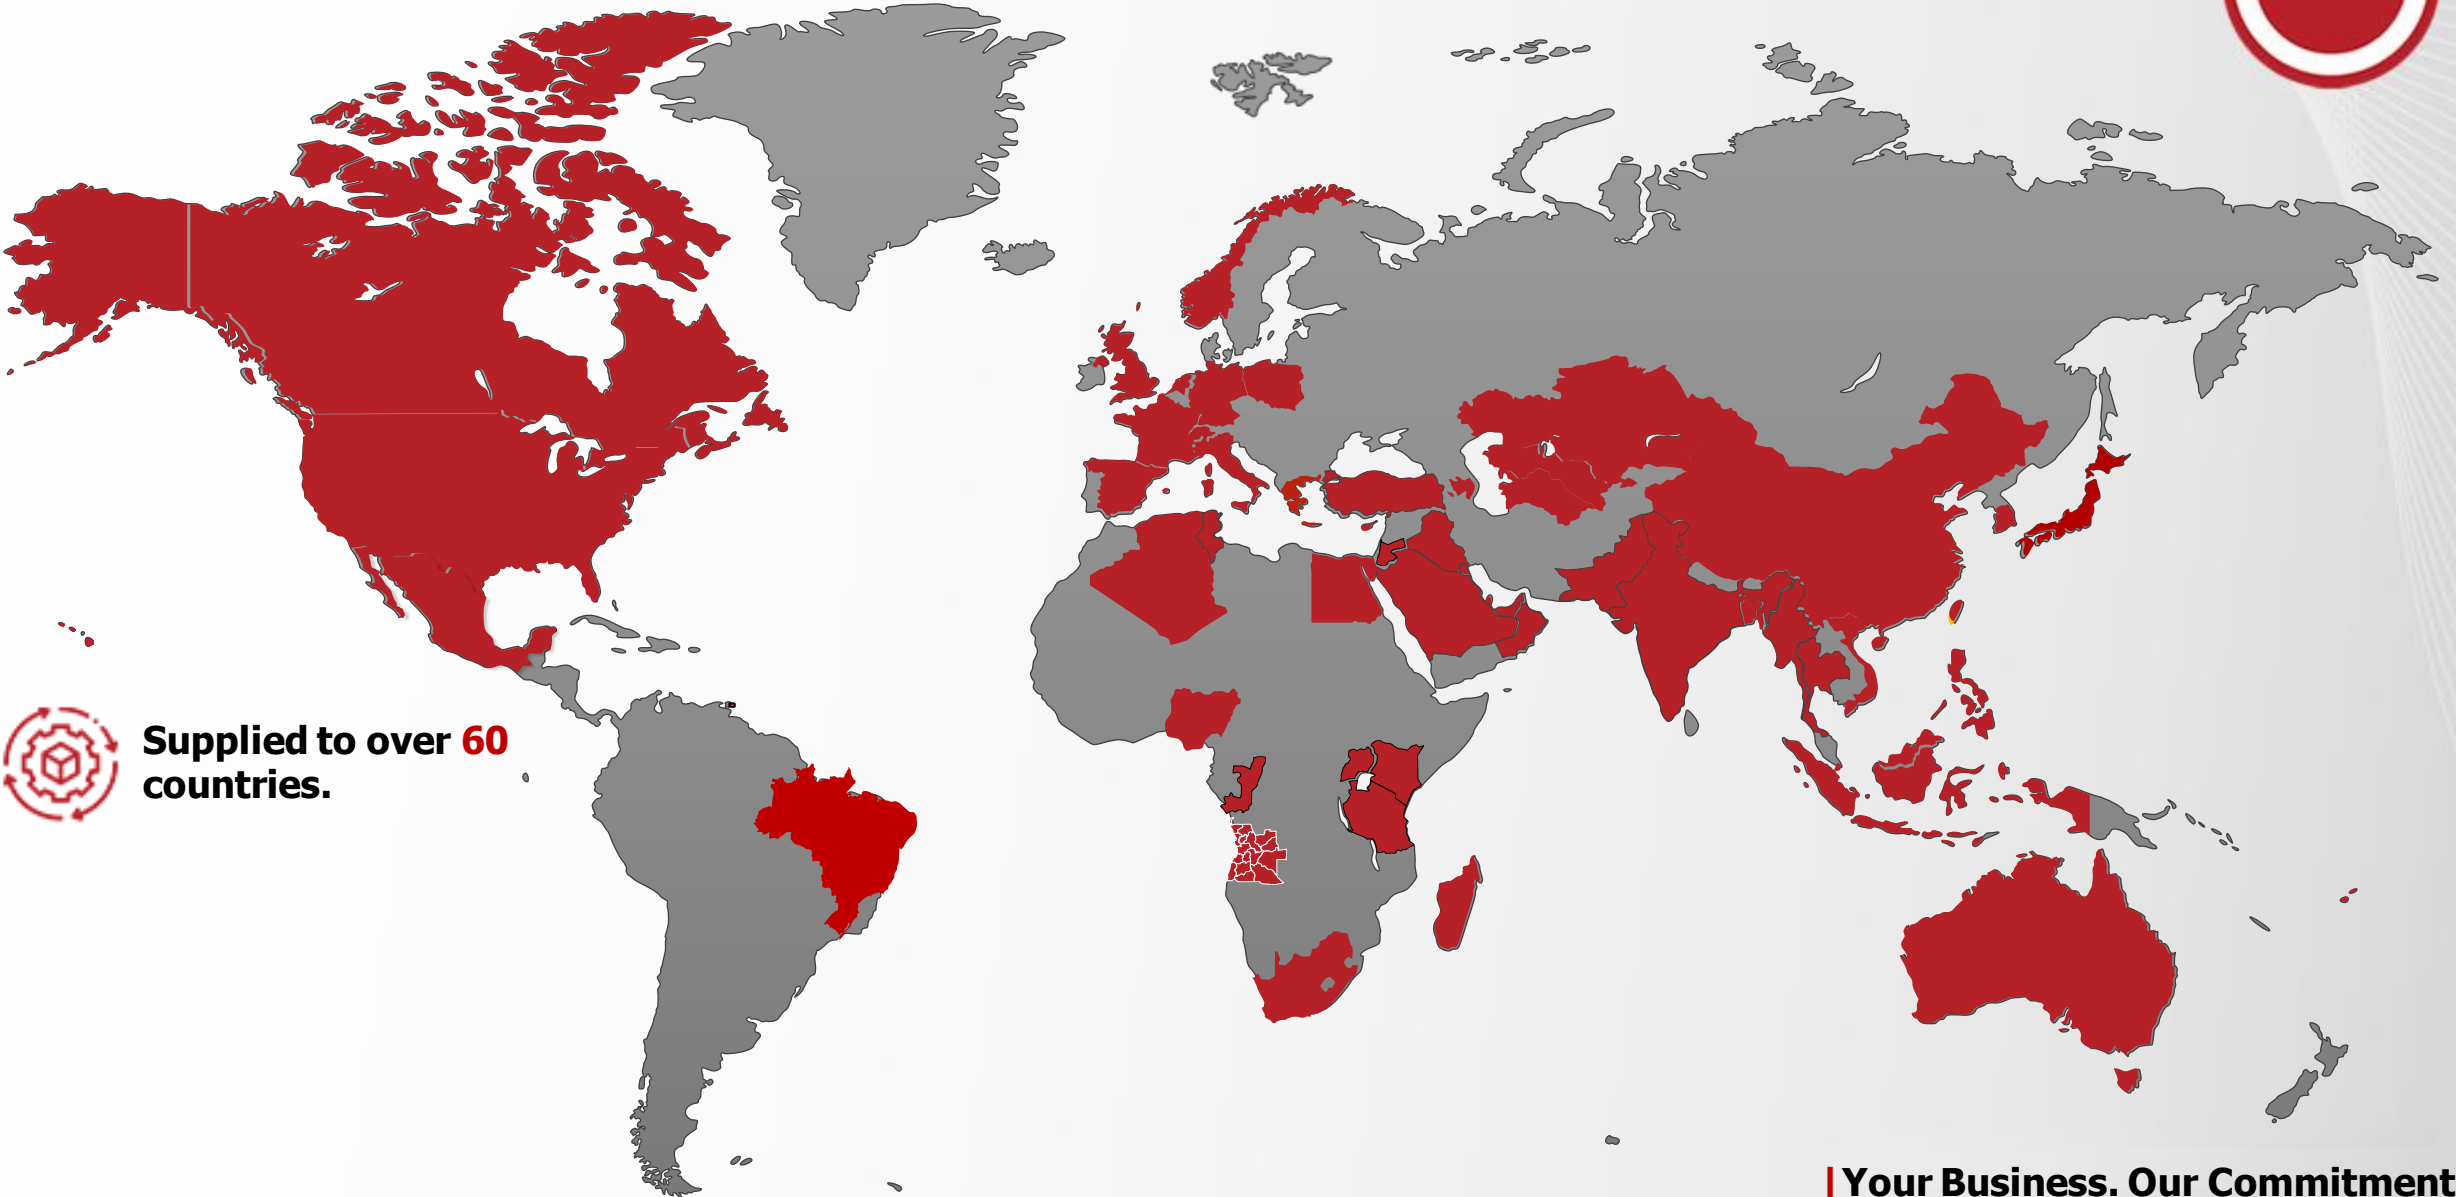 Supplied to over 60
countries.
| Your Business. Our Commitment